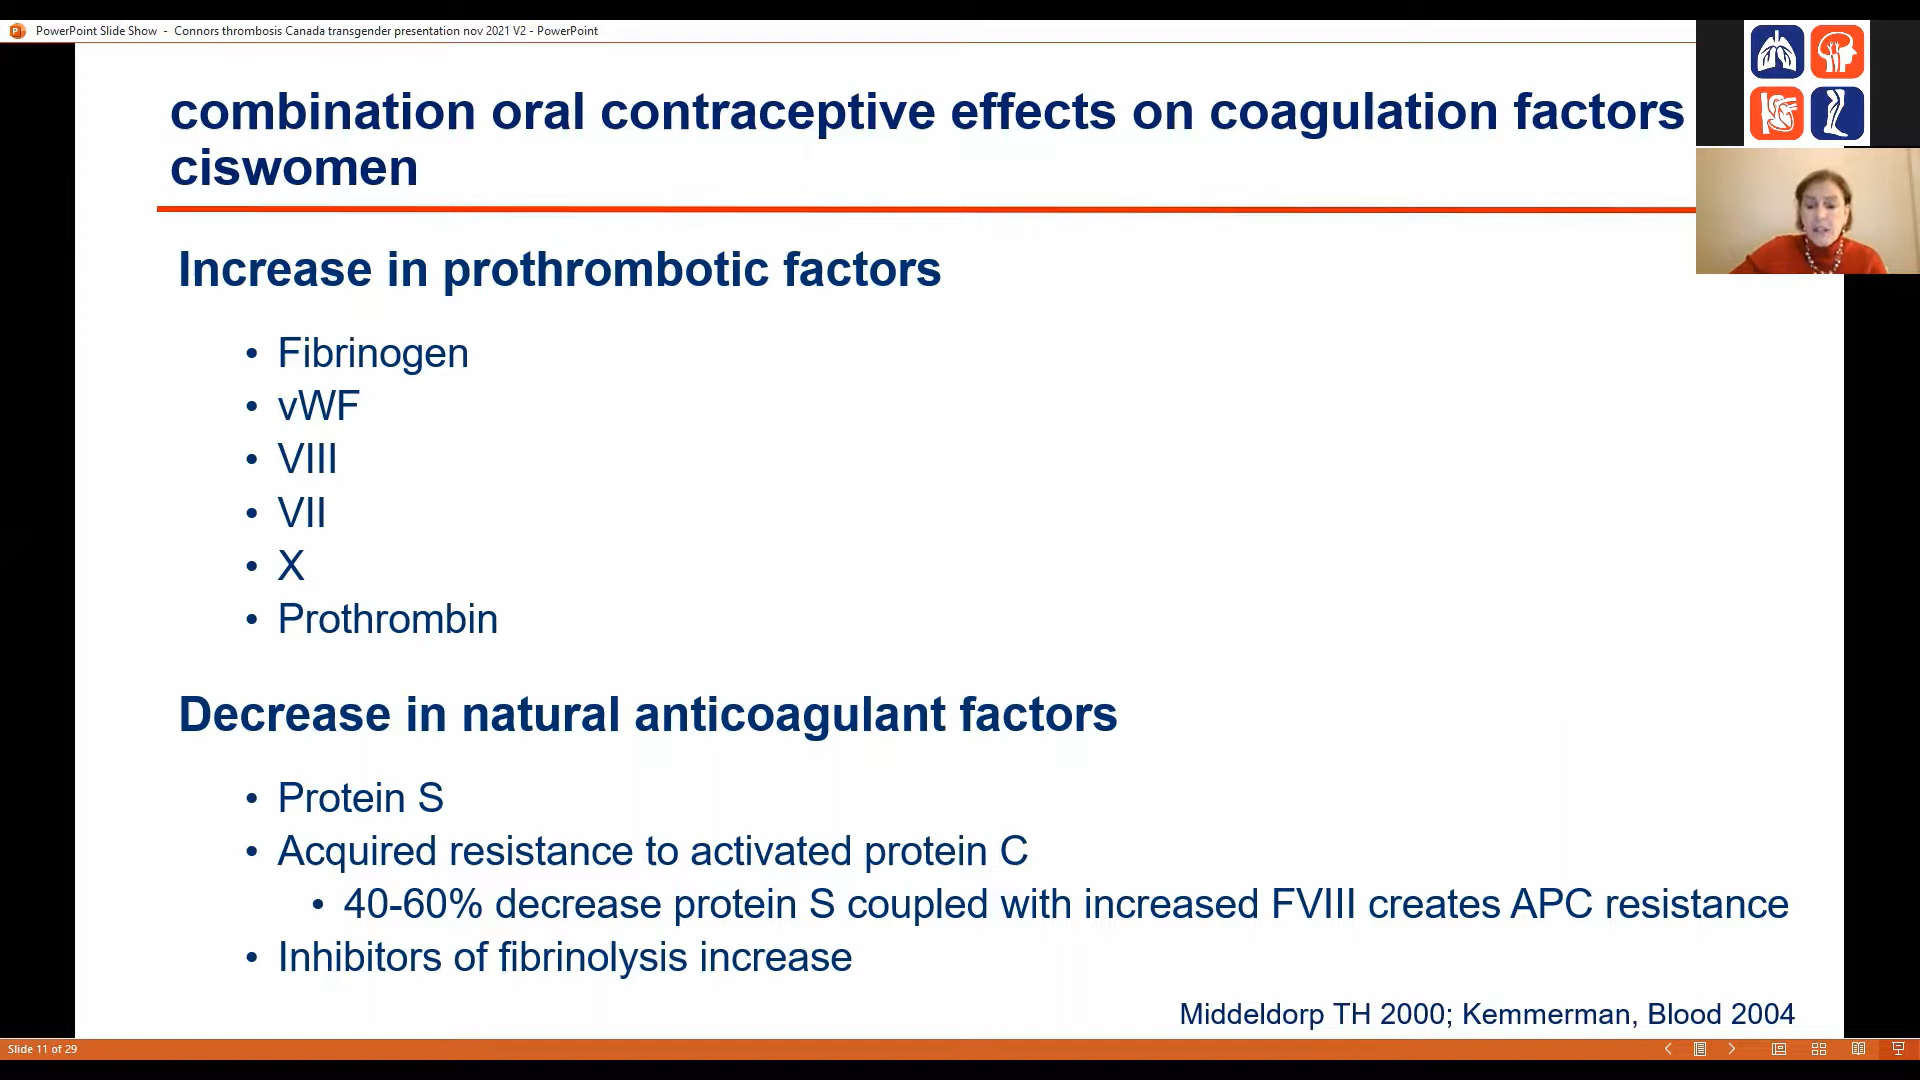 PowerPoint Slide Show - Connors thrombosis Canada transgender presentation nov 2021 V2 - PowerPoint
combination oral contraceptive effects on coagulation factors
ciswomen
Increase in prothrombotic factors
• Fibrinogen
• vWF
• VIII
• VII
• X
• Prothrombin
Decrease in natural anticoagulant factors
• Protein S
• Acquired resistance to activated protein C
• 40-60% decrease protein S coupled with increased FVIII creates APC resistance
• Inhibitors of fibrinolysis increase
Middeldorp TH 2000; Kemmerman, Blood 2004
Slide 11 of 29